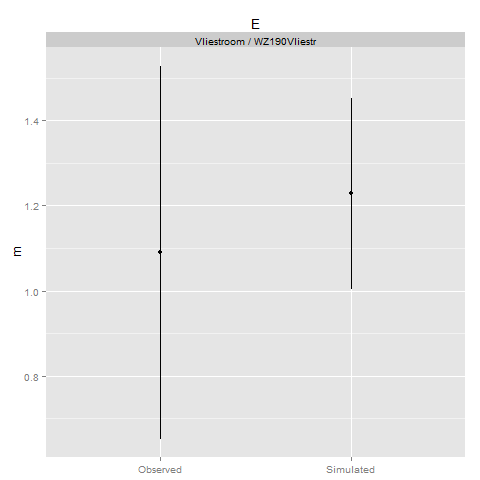 E
Vliestroom / WZ190Vliestr
1.4
1.2
1.0
0.8
m
Observed
Simulated